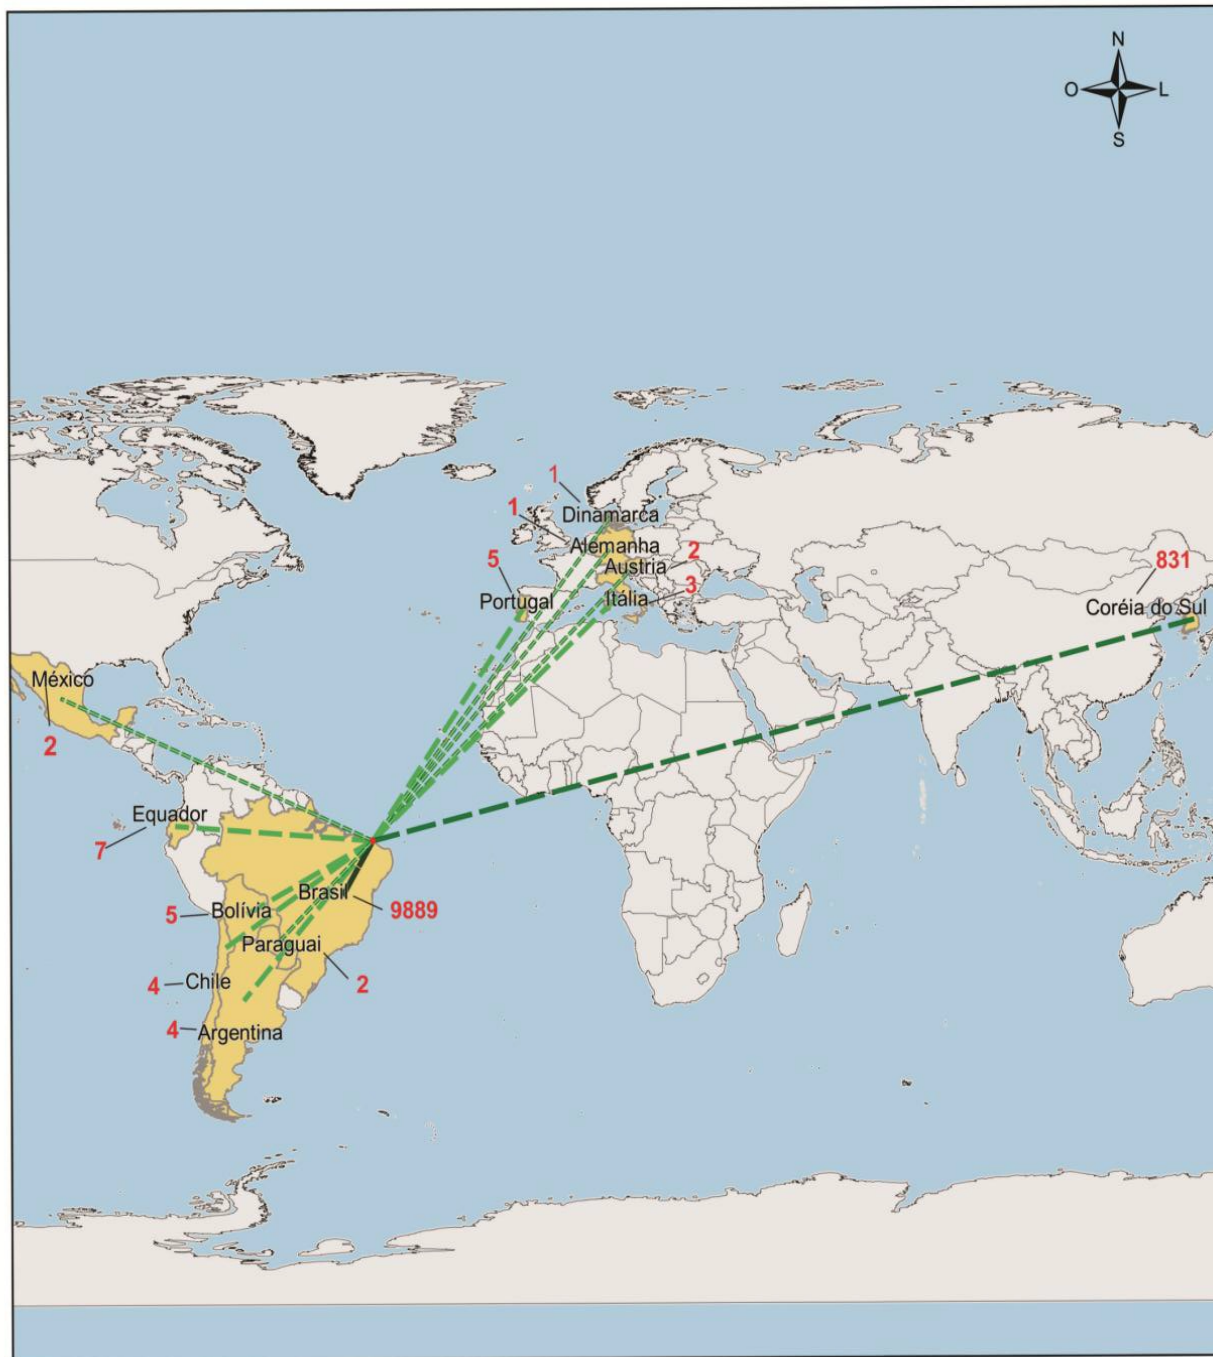 N
O L
S
1
Dinamarca
1
Alemanha
2
Austria
5
3
Portugal
Itália
831
Coréia do Sul
México
2
Equador
7
Brasil
9889
5
Bolívia
Paraguai
2
4
Chile
4
Argentina